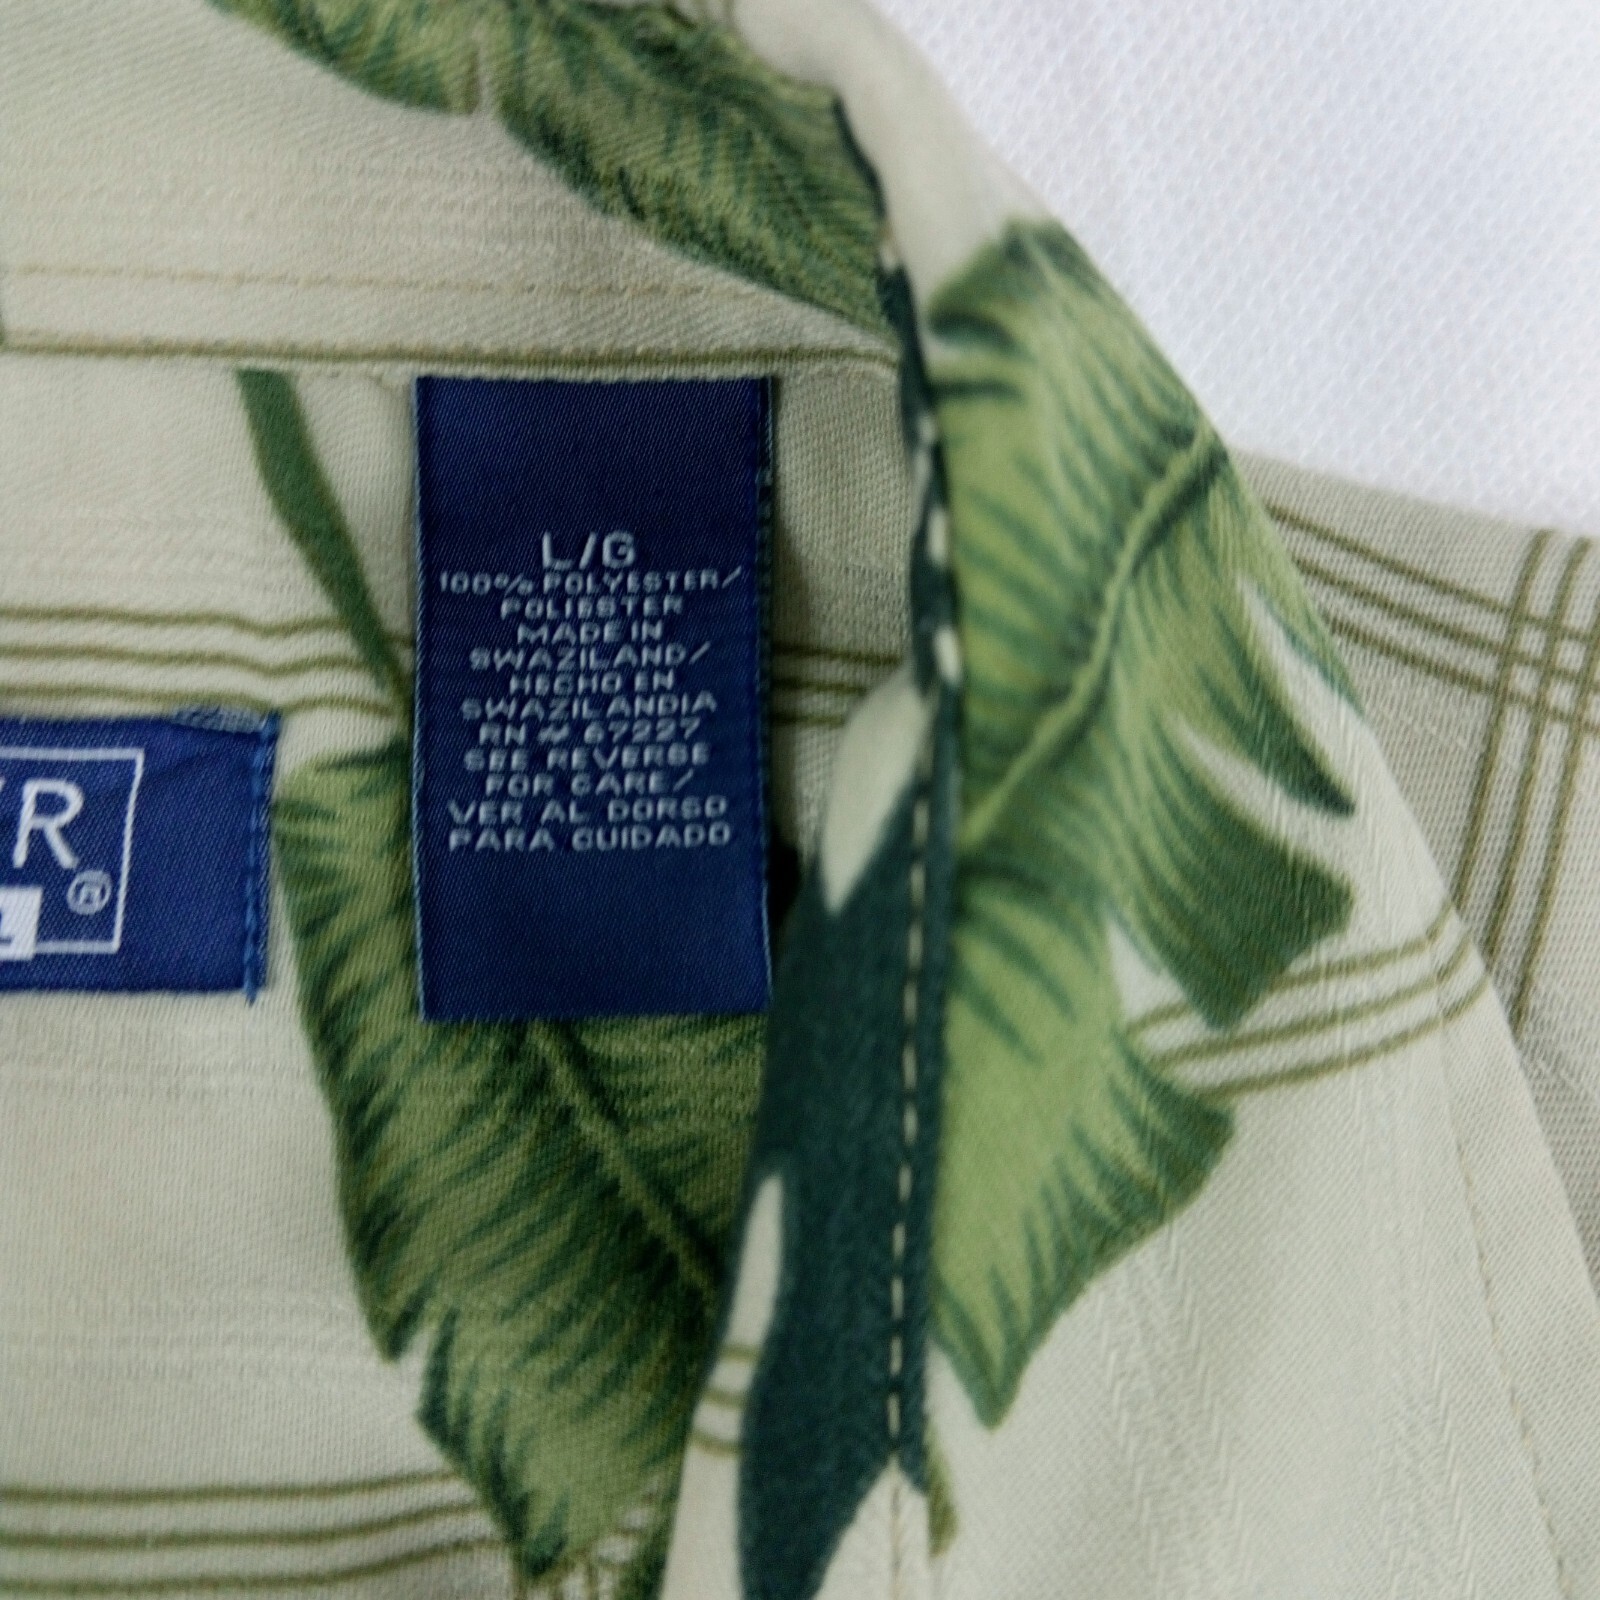 L/G
100% POLYESTER/
POLIESTER
MADE IN
SWAZILAND/
HECHO EN
SWAZILANDIA
RN # 67227
SEE REVERSE
FOR CARE/
VER AL DORSO
PARA CUIDADO
R®